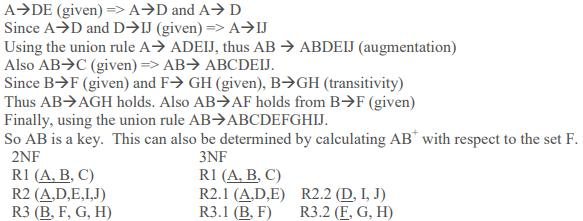 A→DE (given) => A→D and A→ D
Since A→D and D→IJ (given) => A→IJ
Using the union rule A→ ADEIJ, thus AB → ABDEIJ (augmentation)
Also AB→C (given) => AB→ ABCDEIJ.
Since B→F (given) and F→ GH (given), B→GH (transitivity)
Thus AB→AGH holds. Also AB→AF holds from B→F (given)
Finally, using the union rule AB→ABCDEFGHIJ.
So AB is a key. This can also be determined by calculating AB+ with respect to the set F.
2NF 3NF
R1 (A, B, C) R1 (A, B, C)
R2 (A,D,E,I,J) R2.1 (A,D,E) R2.2 (D, I, J)
R3 (B, F, G, H) R3.1 (B, F) R3.2 (F, G, H)